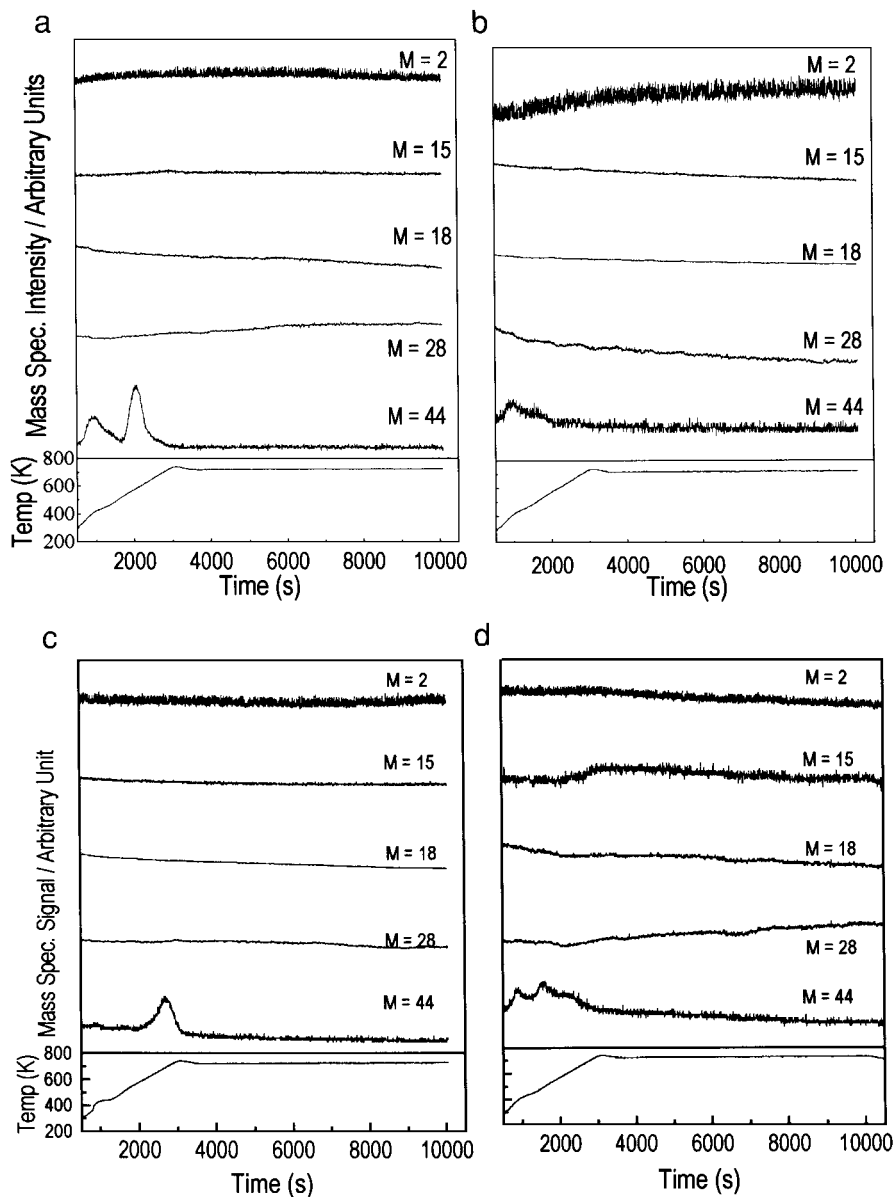 a
Mass Spec. Intensity / Arbitrary Units
M = 2
M = 15
M = 18
M = 28
M = 44
Temp (K)
800
600
400
200
2000 4000 6000 8000 10000
Time (s)
b
M = 2
M = 15
M = 18
M = 28
M = 44
2000 4000 6000 8000 10000
Time (s)
c
Mass Spec. Signal / Arbitrary Unit
M = 2
M = 15
M = 18
M = 28
M = 44
Temp (K)
800
600
400
200
2000 4000 6000 8000 10000
Time (s)
d
M = 2
M = 15
M = 18
M = 28
M = 44
2000 4000 6000 8000 10000
Time (s)